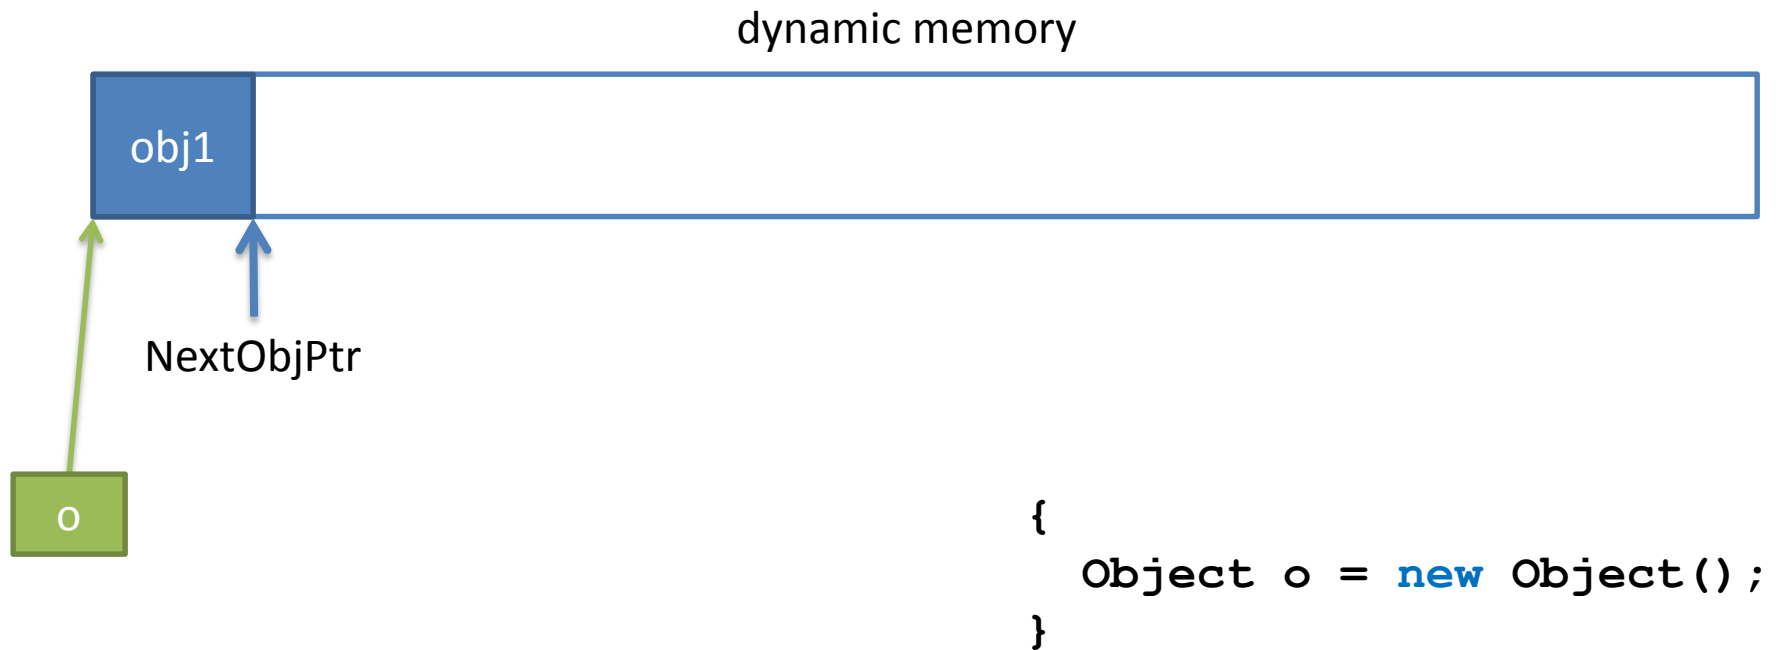 dynamic memory
obj1
NextObjPtr
o
{
Object o = new Object();
}